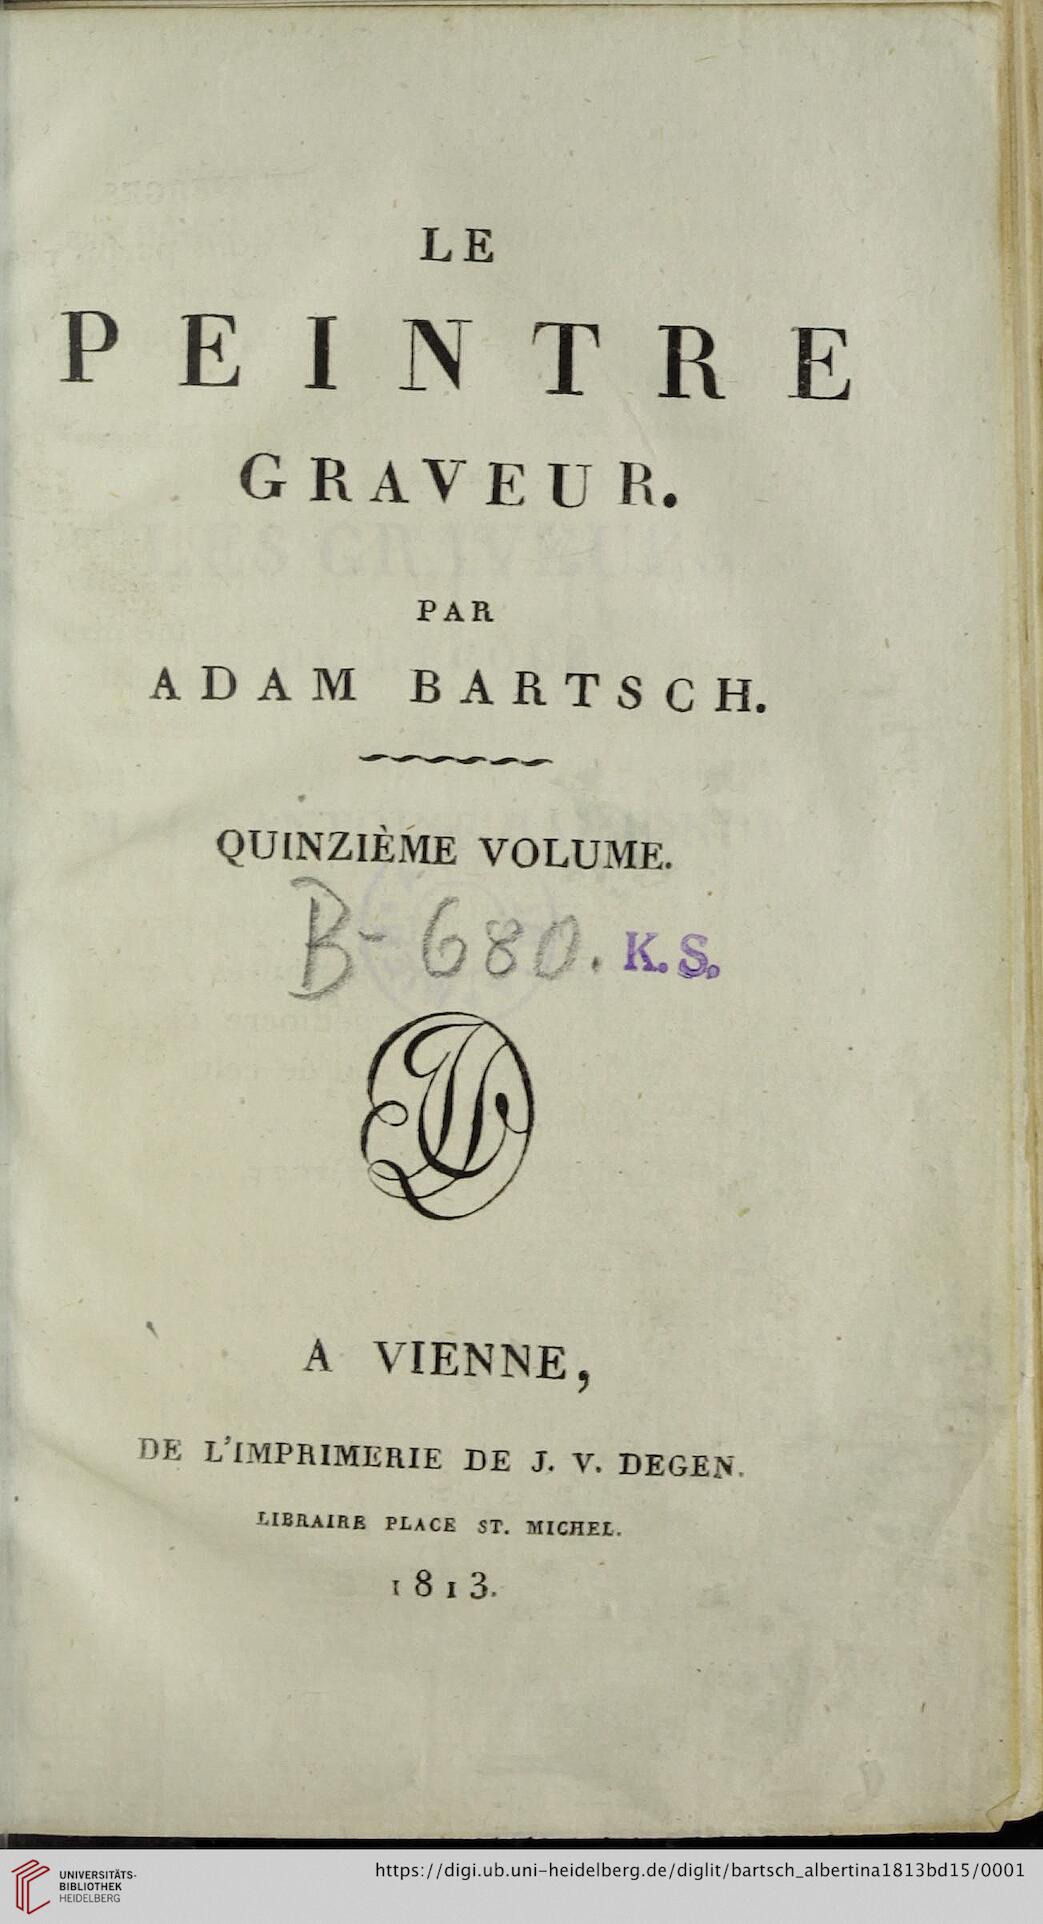 LE
PEINTRE
GRAVEUR.
PAR
ADAM BARTSCH.
QUINZIÈME VOLUME.
B-680. K.S.
A VIENNE,
DE L'IMPRIMERIE DE J. V. DEGEN.
LIBRAIRE PLACE ST. MICHEL.
1813.
UNIVERSITÄTS-
BIBLIOTHEK
HEIDELBERG
https://digi.ub.uni-heidelberg.de/diglit/bartsch_albertina1813bd15/0001